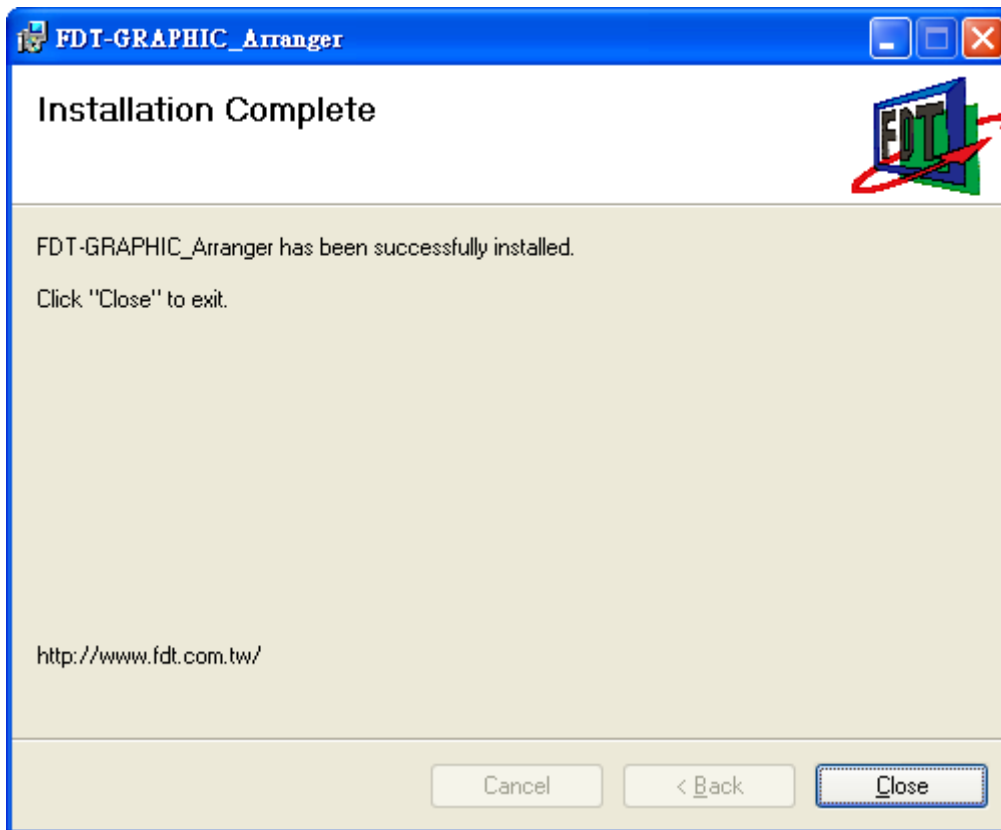 FDT-GRAPHIC_Arranger
Installation Complete
FDT
FDT-GRAPHIC_Arranger has been successfully installed.
Click "Close" to exit.
http://www.fdt.com.tw/
Cancel
< Back
Close